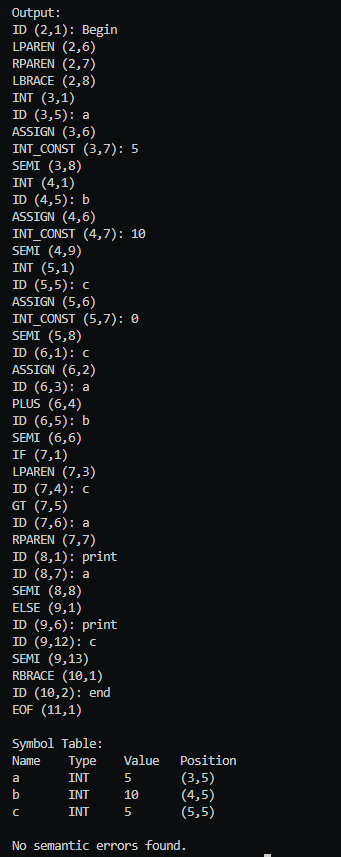 Output:
ID (2,1): Begin
LPAREN (2,6)
RPAREN (2,7)
LBRACE (2,8)
INT (3,1)
ID (3,5): a
ASSIGN (3,6)
INT_CONST (3,7): 5
SEMI (3,8)
INT (4,1)
ID (4,5): b
ASSIGN (4,6)
INT_CONST (4,7): 10
SEMI (4,9)
INT (5,1)
ID (5,5): c
ASSIGN (5,6)
INT_CONST (5,7): 0
SEMI (5,8)
ID (6,1): c
ASSIGN (6,2)
ID (6,3): a
PLUS (6,4)
ID (6,5): b
SEMI (6,6)
IF (7,1)
LPAREN (7,3)
ID (7,4): c
GT (7,5)
ID (7,6): a
RPAREN (7,7)
ID (8,1): print
ID (8,7): a
SEMI (8,8)
ELSE (9,1)
ID (9,6): print
ID (9,12): c
SEMI (9,13)
RBRACE (10,1)
ID (10,2): end
EOF (11,1)
Symbol Table:
Name Type Value Position
a INT 5 (3,5)
b INT 10 (4,5)
c INT 5 (5,5)
No semantic errors found.